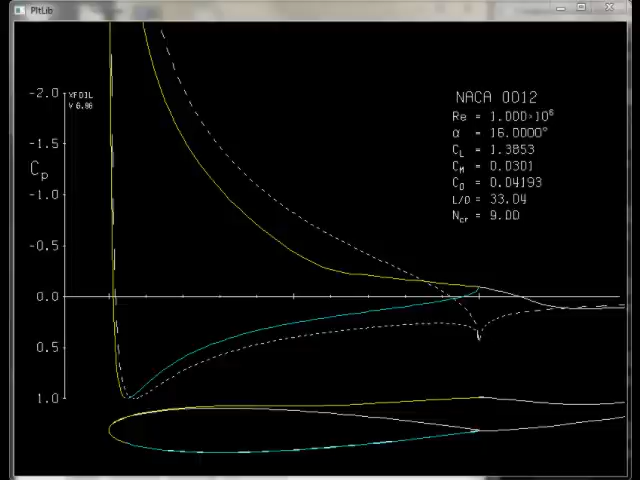 PltLib
-2.0
XFOIL
V 6.96
-1.5
Cp
-1.0
-0.5
0.0
0.5
1.0
NACA 0012
Re = 1.000×10⁶
α = 16.0000°
CL = 1.3853
CM = 0.0301
CD = 0.04193
L/D = 33.04
Ncr = 9.00